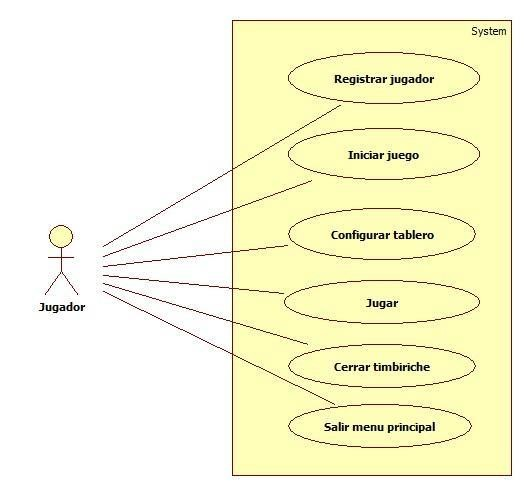 System
Registrar jugador
Iniciar juego
Configurar tablero
Jugador
Jugar
Cerrar timbiriche
Salir menu principal